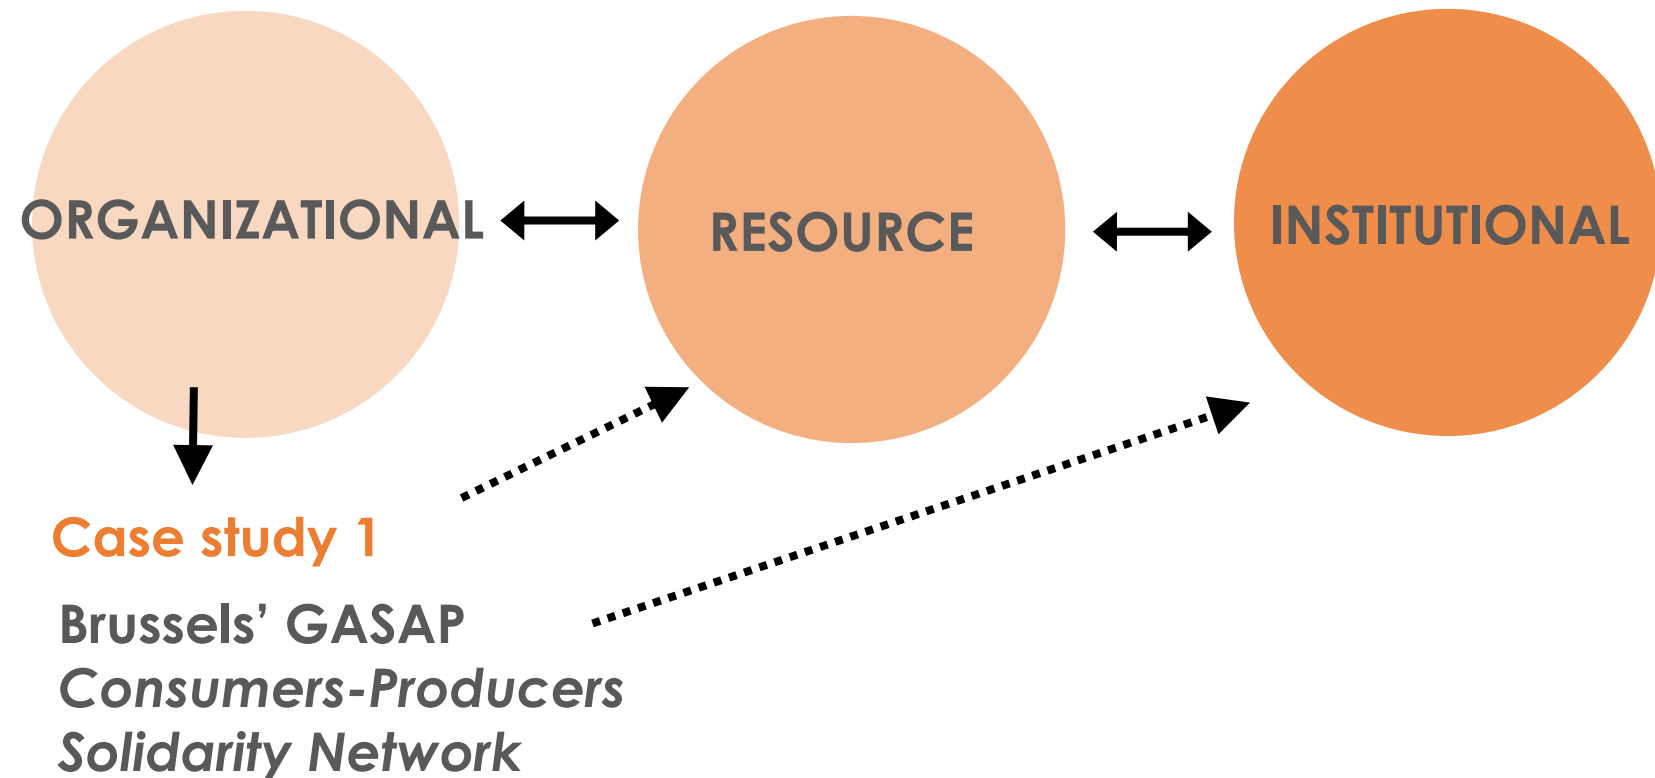 ORGANIZATIONAL
RESOURCE
INSTITUTIONAL
Case study 1
Brussels’ GASAP
Consumers-Producers
Solidarity Network